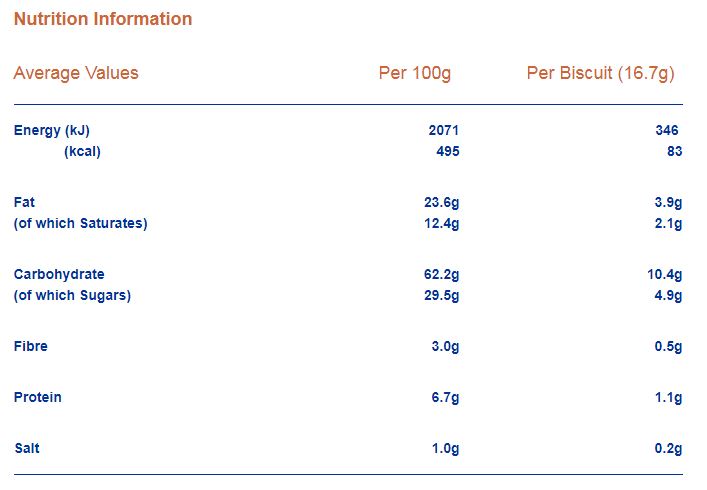 Nutrition Information
Average Values Per 100g Per Biscuit (16.7g)
Energy (kJ) 2071 346
(kcal) 495 83
Fat 23.6g 3.9g
(of which Saturates) 12.4g 2.1g
Carbohydrate 62.2g 10.4g
(of which Sugars) 29.5g 4.9g
Fibre 3.0g 0.5g
Protein 6.7g 1.1g
Salt 1.0g 0.2g